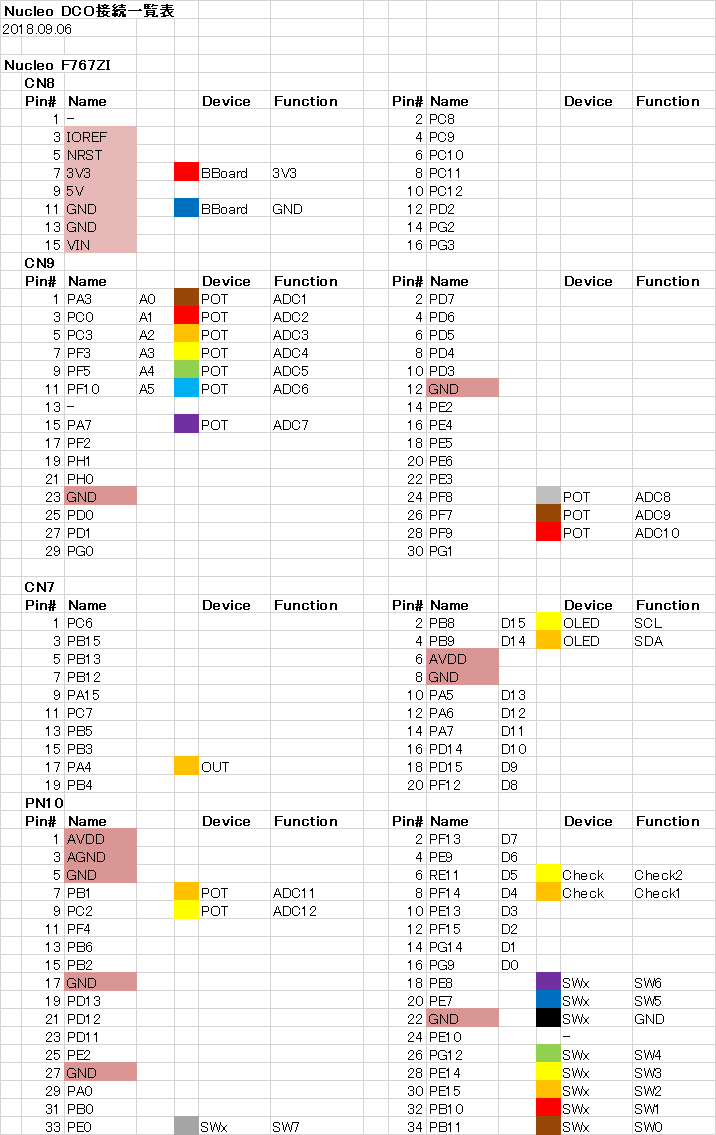 Nucleo DCO接続一覧表
2018.09.06
Nucleo F767ZI
CN8
Pin# Name Device Function Pin# Name Device Function
1 - 2 PC8
3 IOREF 4 PC9
5 NRST 6 PC10
7 3V3 BBoard 3V3 8 PC11
9 5V 10 PC12
11 GND BBoard GND 12 PD2
13 GND 14 PG2
15 VIN 16 PG3
CN9
Pin# Name Device Function Pin# Name Device Function
1 PA3 A0 POT ADC1 2 PD7
3 PC0 A1 POT ADC2 4 PD6
5 PC3 A2 POT ADC3 6 PD5
7 PF3 A3 POT ADC4 8 PD4
9 PF5 A4 POT ADC5 10 PD3
11 PF10 A5 POT ADC6 12 GND
13 - 14 PE2
15 PA7 POT ADC7 16 PE4
17 PF2 18 PE5
19 PH1 20 PE6
21 PH0 22 PE3
23 GND 24 PF8 POT ADC8
25 PD0 26 PF7 POT ADC9
27 PD1 28 PF9 POT ADC10
29 PG0 30 PG1
CN7
Pin# Name Device Function Pin# Name Device Function
1 PC6 2 PB8 D15 OLED SCL
3 PB15 4 PB9 D14 OLED SDA
5 PB13 6 AVDD
7 PB12 8 GND
9 PA15 10 PA5 D13
11 PC7 12 PA6 D12
13 PB5 14 PA7 D11
15 PB3 16 PD14 D10
17 PA4 OUT 18 PD15 D9
19 PB4 20 PF12 D8
PN10
Pin# Name Device Function Pin# Name Device Function
1 AVDD 2 PF13 D7
3 AGND 4 PE9 D6
5 GND 6 RE11 D5 Check Check2
7 PB1 POT ADC11 8 PF14 D4 Check Check1
9 PC2 POT ADC12 10 PE13 D3
11 PF4 12 PF15 D2
13 PB6 14 PG14 D1
15 PB2 16 PG9 D0
17 GND 18 PE8 SWx SW6
19 PD13 20 PE7 SWx SW5
21 PD12 22 GND SWx GND
23 PD11 24 PE10 -
25 PE2 26 PG12 SWx SW4
27 GND 28 PE14 SWx SW3
29 PA0 30 PE15 SWx SW2
31 PB0 32 PB10 SWx SW1
33 PE0 SWx SW7 34 PB11 SWx SW0